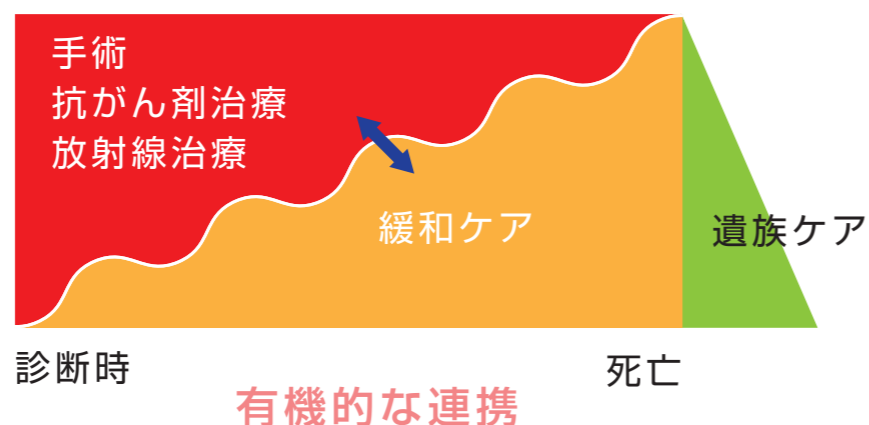 手術
抗がん剤治療
放射線治療
緩和ケア
遺族ケア
診断時
死亡
有機的な連携